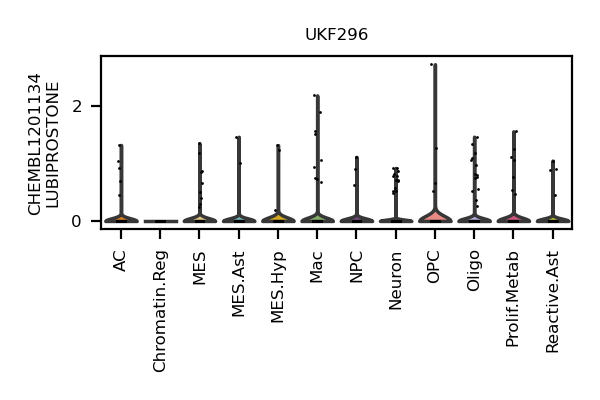 UKF296
CHEMBL1201134
LUBIPROSTONE
2
0
AC
Chromatin.Reg
MES
MES.Ast
MES.Hyp
Mac
NPC
Neuron
OPC
Oligo
Prolif.Metab
Reactive.Ast